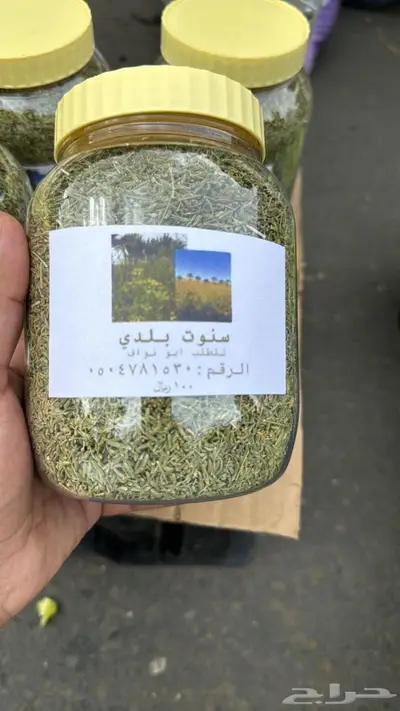 سنوت بلدي
للطلب ابو نواف
الرقم: ٠٥٠٤٧٨١٥٣٠
١٠٠ ريال
حراج